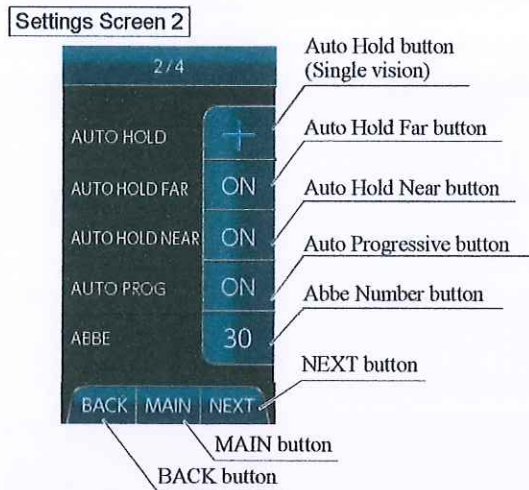 Settings Screen 2
2/4
AUTO HOLD +
AUTO HOLD FAR ON
AUTO HOLD NEAR ON
AUTO PROG ON
ABBE 30
BACK MAIN NEXT
Auto Hold button
(Single vision)
Auto Hold Far button
Auto Hold Near button
Auto Progressive button
Abbe Number button
NEXT button
MAIN button
BACK button